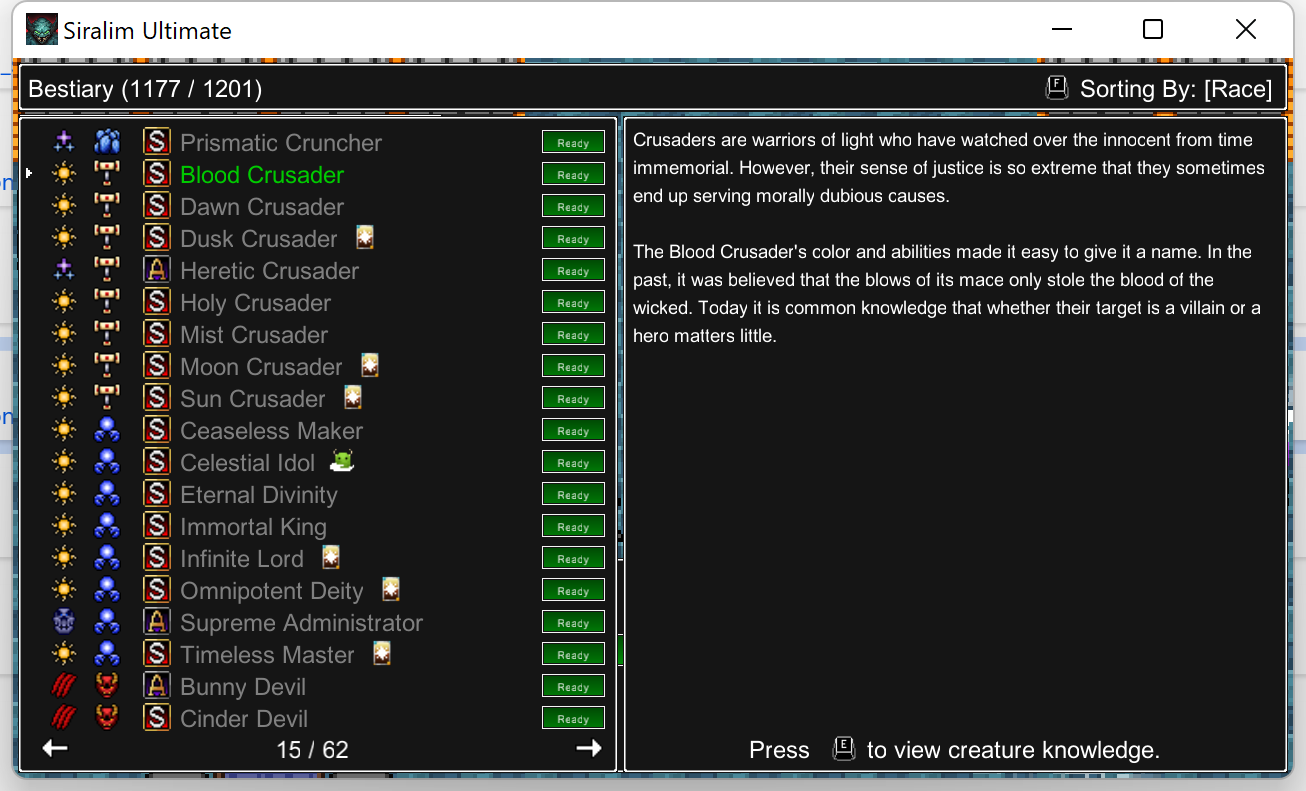 Siralim Ultimate
Bestiary (1177 / 1201)
F Sorting By: [Race]
S Prismatic Cruncher Ready
S Blood Crusader Ready
S Dawn Crusader Ready
S Dusk Crusader Ready
A Heretic Crusader Ready
S Holy Crusader Ready
S Mist Crusader Ready
S Moon Crusader Ready
S Sun Crusader Ready
S Ceaseless Maker Ready
S Celestial Idol Ready
S Eternal Divinity Ready
S Immortal King Ready
S Infinite Lord Ready
S Omnipotent Deity Ready
A Supreme Administrator Ready
S Timeless Master Ready
A Bunny Devil Ready
S Cinder Devil Ready
15 / 62
Crusaders are warriors of light who have watched over the innocent from time
immemorial. However, their sense of justice is so extreme that they sometimes
end up serving morally dubious causes.
The Blood Crusader's color and abilities made it easy to give it a name. In the
past, it was believed that the blows of its mace only stole the blood of the
wicked. Today it is common knowledge that whether their target is a villain or a
hero matters little.
Press E to view creature knowledge.